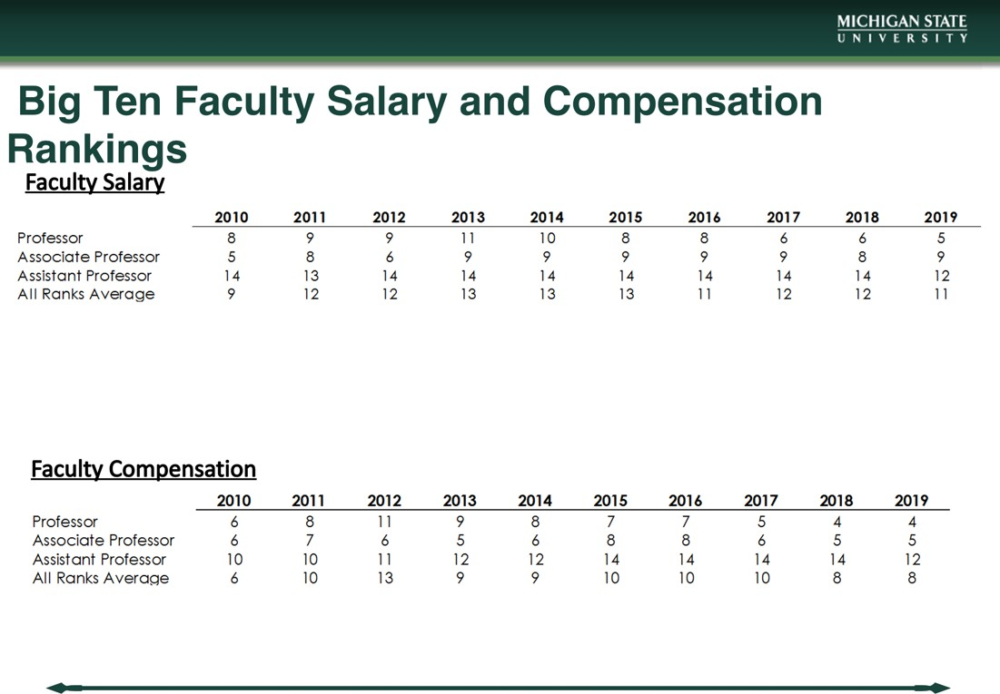 MICHIGAN STATE
UNIVERSITY
Big Ten Faculty Salary and Compensation
Rankings
Faculty Salary
2010 2011 2012 2013 2014 2015 2016 2017 2018 2019
Professor 8 9 9 11 10 8 8 6 6 5
Associate Professor 5 8 6 9 9 9 9 9 8 9
Assistant Professor 14 13 14 14 14 14 14 14 14 12
All Ranks Average 9 12 12 13 13 13 11 12 12 11
Faculty Compensation
2010 2011 2012 2013 2014 2015 2016 2017 2018 2019
Professor 6 8 11 9 8 7 7 5 4 4
Associate Professor 6 7 6 5 6 8 8 6 5 5
Assistant Professor 10 10 11 12 12 14 14 14 14 12
All Ranks Average 6 10 13 9 9 10 10 10 8 8